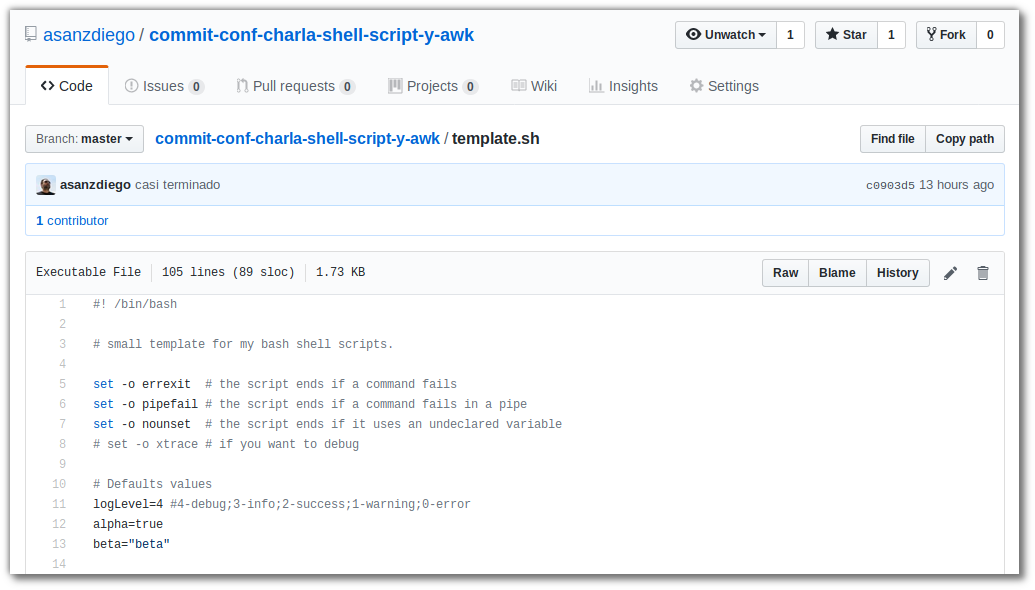 asanzdiego / commit-conf-charla-shell-script-y-awk
Unwatch 1 Star 1 Fork 0
Code Issues 0 Pull requests 0 Projects 0 Wiki Insights Settings
Branch: master commit-conf-charla-shell-script-y-awk / template.sh Find file Copy path
asanzdiego casi terminado c0903d5 13 hours ago
1 contributor
Executable File 105 lines (89 sloc) 1.73 KB Raw Blame History
1 #! /bin/bash
2
3 # small template for my bash shell scripts.
4
5 set -o errexit # the script ends if a command fails
6 set -o pipefail # the script ends if a command fails in a pipe
7 set -o nounset # the script ends if it uses an undeclared variable
8 # set -o xtrace # if you want to debug
9
10 # Defaults values
11 logLevel=4 #4-debug;3-info;2-success;1-warning;0-error
12 alpha=true
13 beta="beta"
14